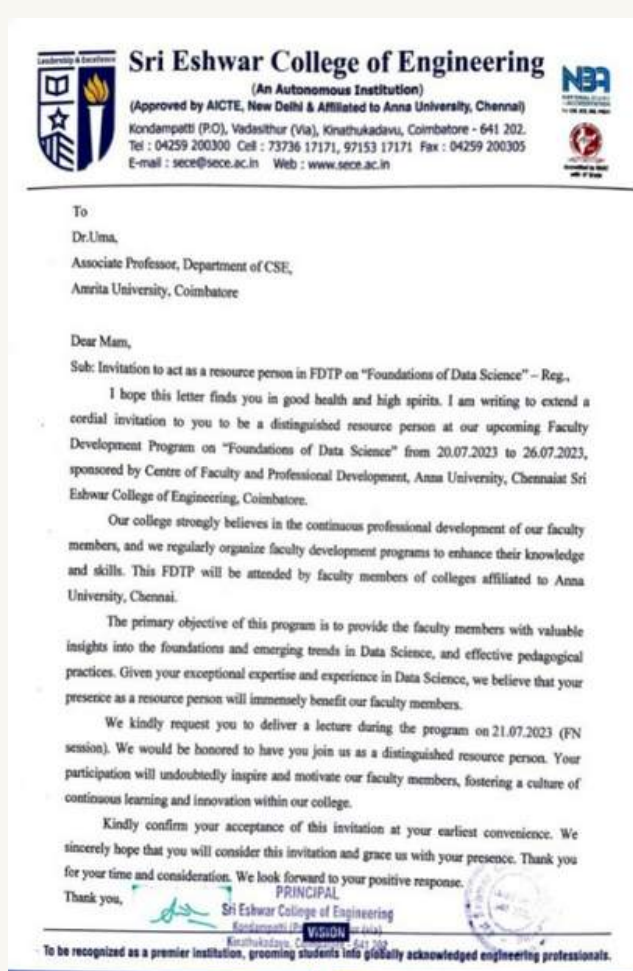 Leadership & Excellence
Sri Eshwar College of Engineering
(An Autonomous Institution)
(Approved by AICTE, New Delhi & Affiliated to Anna University, Chennai)
Kondampatti (P.O), Vadasithur (Via), Kinathukadavu, Coimbatore - 641 202.
Tel : 04259 200300 Cell : 73736 17171, 97153 17171 Fax : 04259 200305
E-mail : sece@sece.ac.in Web : www.sece.ac.in
NBA
NATIONAL BOARD
of ACCREDITATION
To
Dr.Uma,
Associate Professor, Department of CSE,
Amrita University, Coimbatore
Dear Mam,
Sub: Invitation to act as a resource person in FDTP on "Foundations of Data Science" – Reg.,
I hope this letter finds you in good health and high spirits. I am writing to extend a
cordial invitation to you to be a distinguished resource person at our upcoming Faculty
Development Program on "Foundations of Data Science" from 20.07.2023 to 26.07.2023,
sponsored by Centre of Faculty and Professional Development, Anna University, Chennaiat Sri
Eshwar College of Engineering, Coimbatore.
Our college strongly believes in the continuous professional development of our faculty
members, and we regularly organize faculty development programs to enhance their knowledge
and skills. This FDTP will be attended by faculty members of colleges affiliated to Anna
University, Chennai.
The primary objective of this program is to provide the faculty members with valuable
insights into the foundations and emerging trends in Data Science, and effective pedagogical
practices. Given your exceptional expertise and experience in Data Science, we believe that your
presence as a resource person will immensely benefit our faculty members.
We kindly request you to deliver a lecture during the program on 21.07.2023 (FN
session). We would be honored to have you join us as a distinguished resource person. Your
participation will undoubtedly inspire and motivate our faculty members, fostering a culture of
continuous learning and innovation within our college.
Kindly confirm your acceptance of this invitation at your earliest convenience. We
sincerely hope that you will consider this invitation and grace us with your presence. Thank you
for your time and consideration. We look forward to your positive response.
Thank you,
PRINCIPAL
Sri Eshwar College of Engineering
Kondampatti (Via)
VISION
Kinathukadavu, 641 202
To be recognized as a premier institution, grooming students into globally acknowledged engineering professionals.